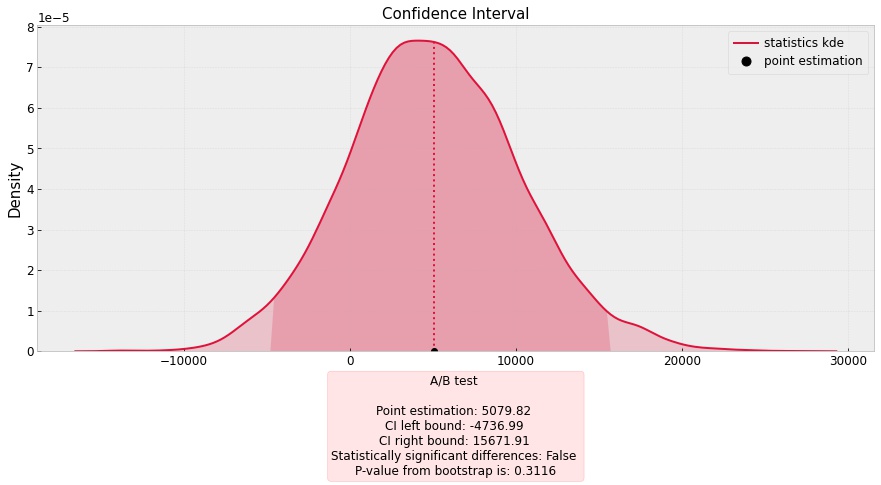 Confidence Interval
1e−5
8
7
6
5
4
3
2
1
0
Density
statistics kde
point estimation
−10000 0 10000 20000 30000
A/B test
Point estimation: 5079.82
CI left bound: -4736.99
CI right bound: 15671.91
Statistically significant differences: False
P-value from bootstrap is: 0.3116